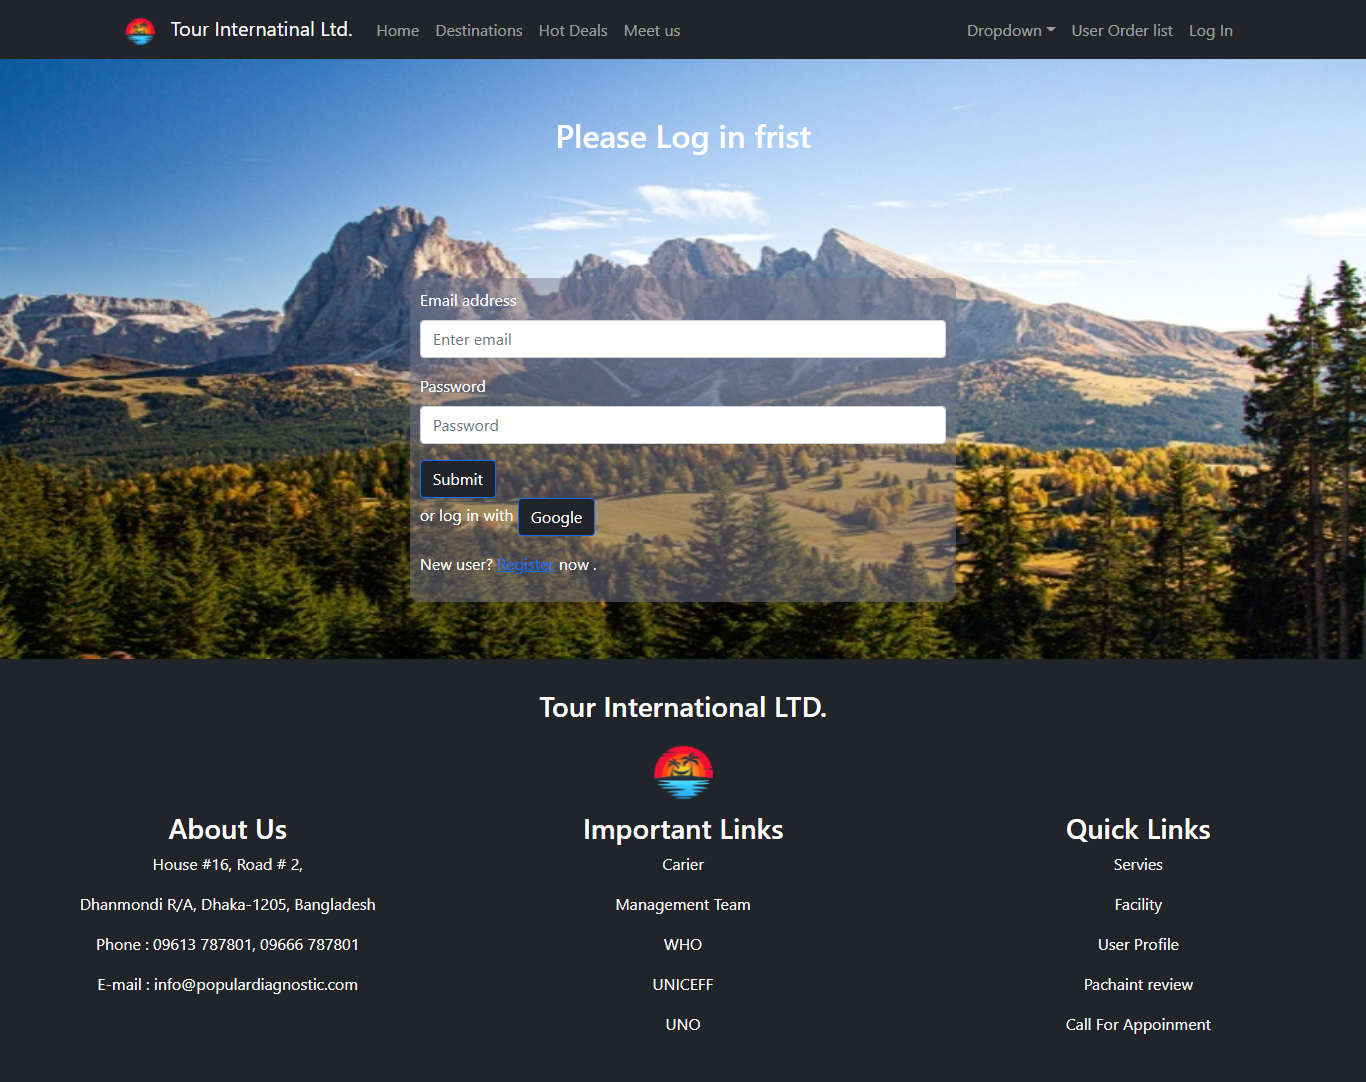 Tour Internatinal Ltd. Home Destinations Hot Deals Meet us Dropdown User Order list Log In
Please Log in frist
Email address
Enter email
Password
Password
Submit
or log in with Google
New user? Register now .
Tour International LTD.
About Us
House #16, Road # 2,
Dhanmondi R/A, Dhaka-1205, Bangladesh
Phone : 09613 787801, 09666 787801
E-mail : info@populardiagnostic.com
Important Links
Carier
Management Team
WHO
UNICEFF
UNO
Quick Links
Servies
Facility
User Profile
Pachaint review
Call For Appoinment